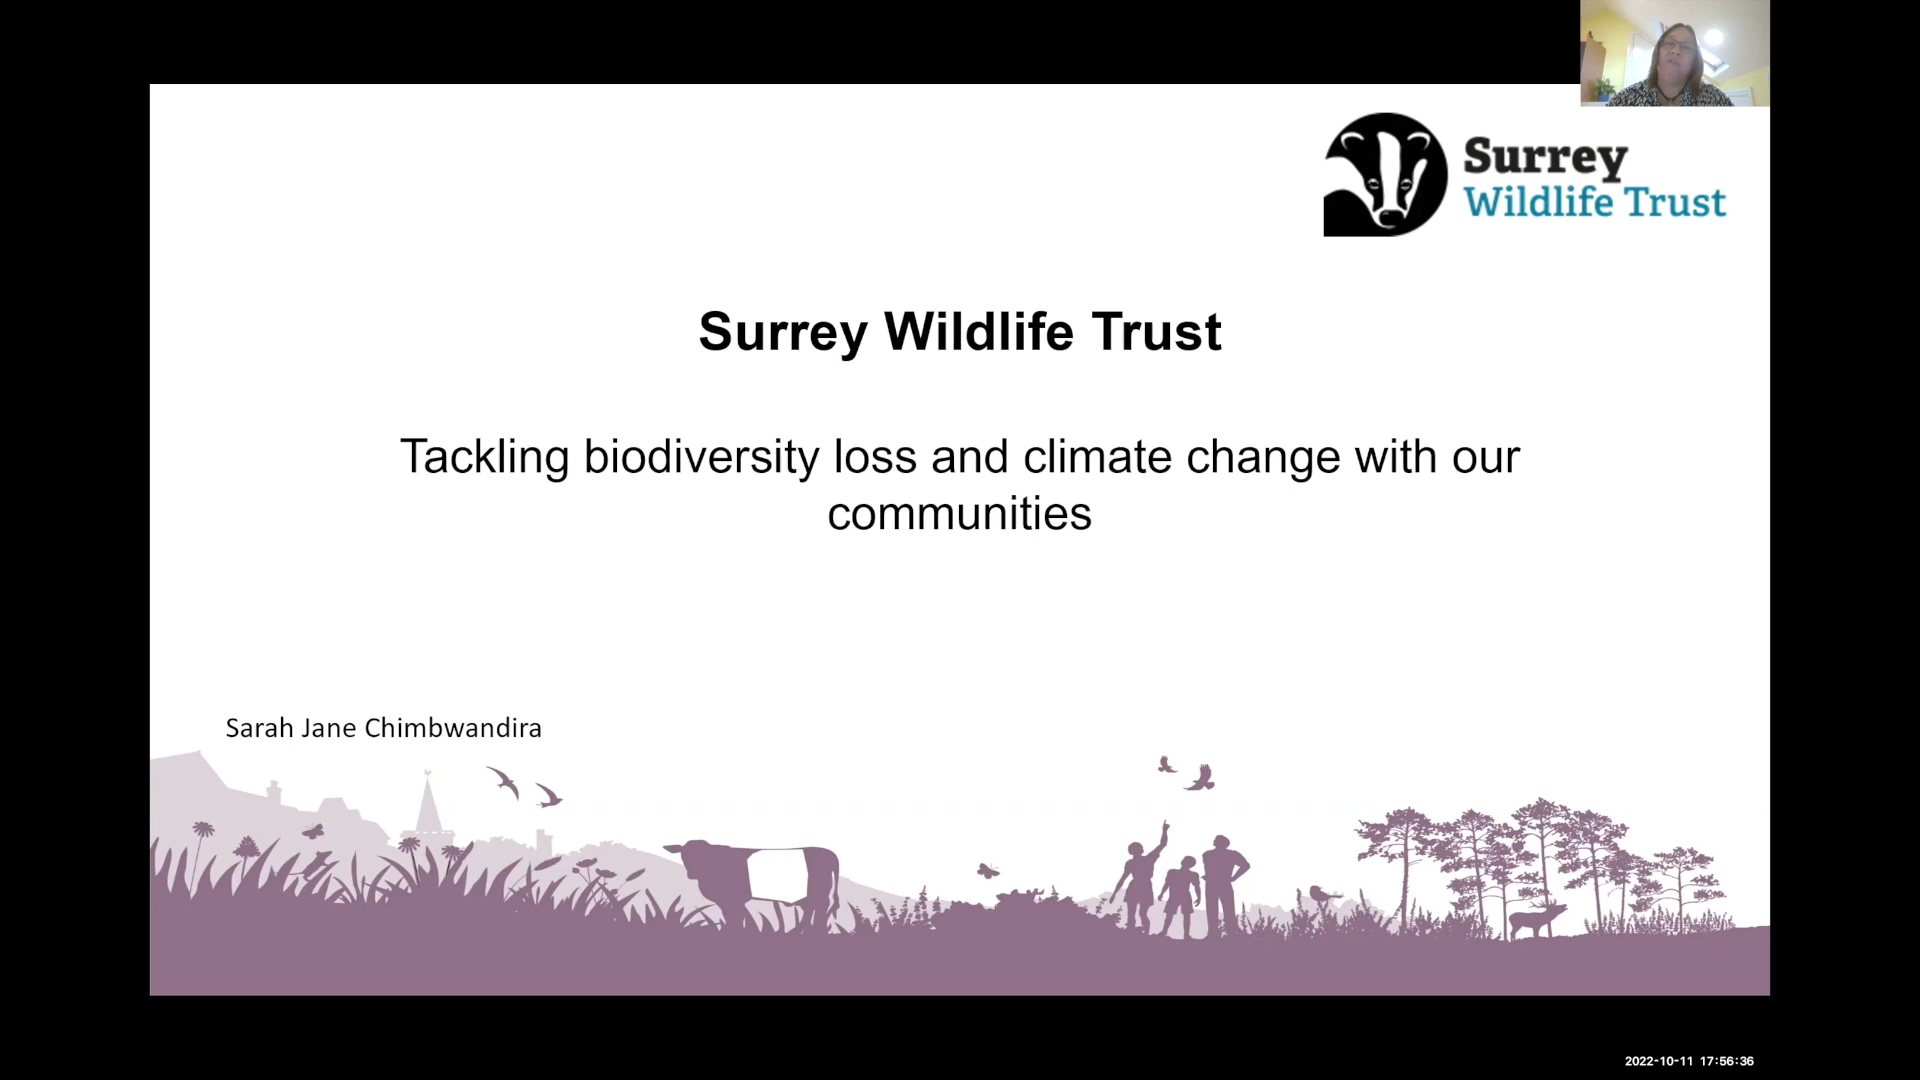 Surrey
Wildlife Trust
Surrey Wildlife Trust
Tackling biodiversity loss and climate change with our
communities
Sarah Jane Chimbwandira
2022-10-11 17:56:36